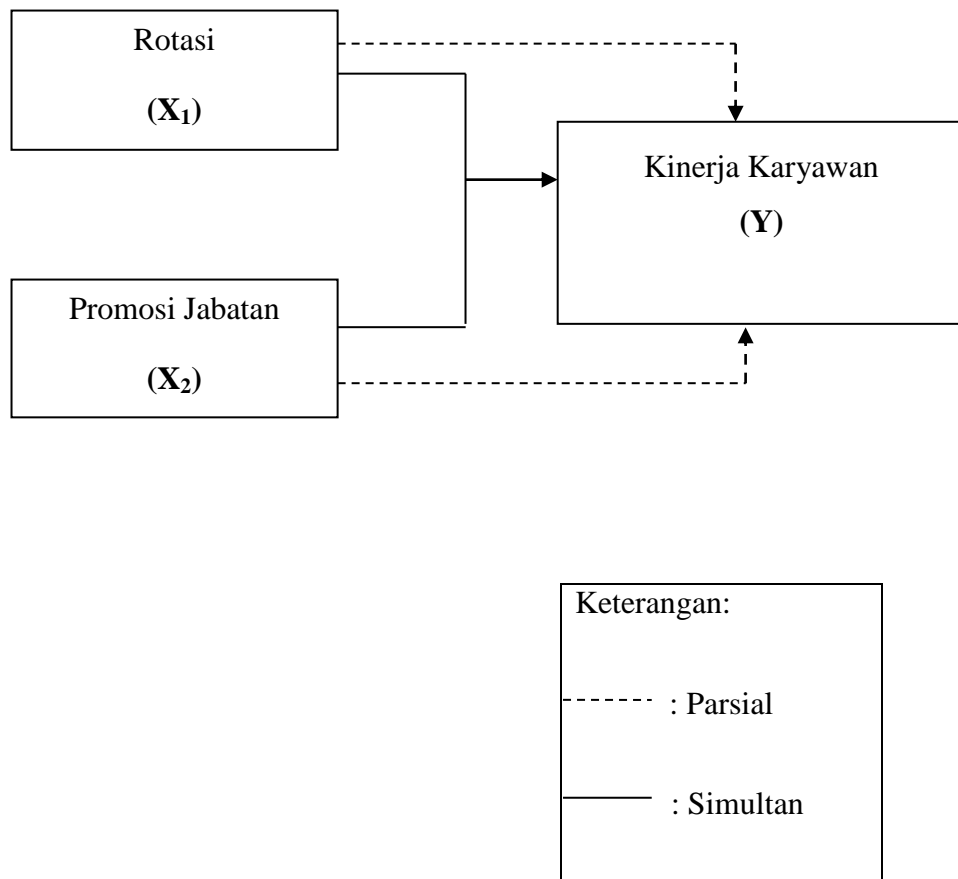 Rotasi
(X₁)
Kinerja Karyawan
(Y)
Promosi Jabatan
(X₂)
Keterangan:
: Parsial
: Simultan